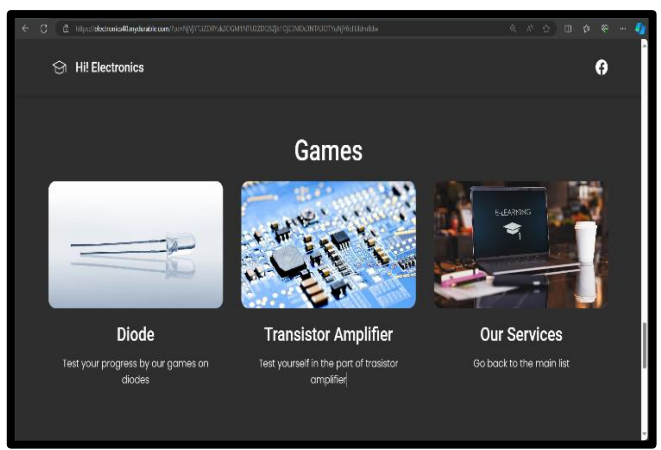 Hi! Electronics
Games
E-LEARNING
Diode
Transistor Amplifier
Our Services
Test your progress by our games on
diodes
Test yourself in the part of trasistor
amplifier
Go back to the main list